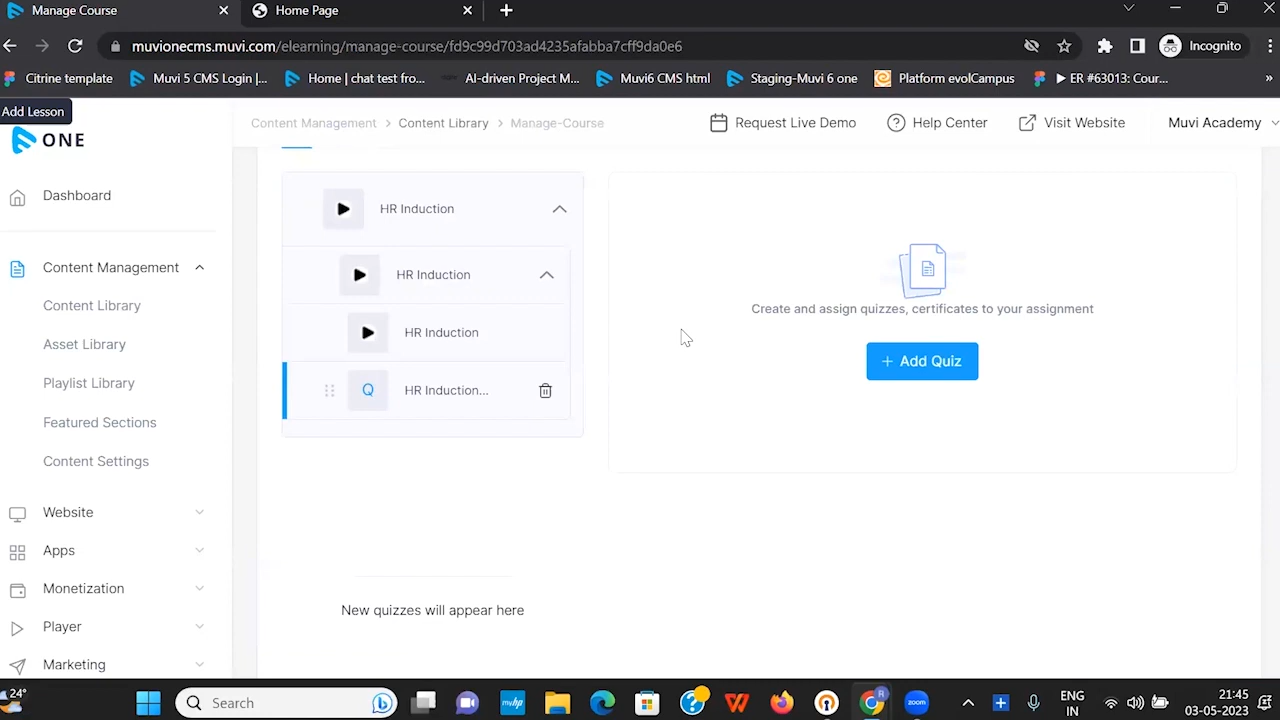 Manage Course
Home Page
muvionecms.muvi.com/elearning/manage-course/fd2c99d703ad4235afabba7cff9da0e6
Incognito
Citrine template
Muvi 5 CMS Login |...
Home | chat test fro...
AI-driven Project M...
Muvi6 CMS html
Staging-Muvi 6 one
Platform evolCampus
▶ ER #63013: Cour...
»
Add Lesson
ONE
Content Management > Content Library > Manage-Course
Request Live Demo
Help Center
Visit Website
Muvi Academy
Dashboard
Content Management
Content Library
Asset Library
Playlist Library
Featured Sections
Content Settings
Website
Apps
Monetization
Player
Marketing
HR Induction
HR Induction
HR Induction
Q HR Induction...
Create and assign quizzes, certificates to your assignment
+ Add Quiz
New quizzes will appear here
24°
Search
myhp
zoom
R
ENG
IN
21:45
03-05-2023